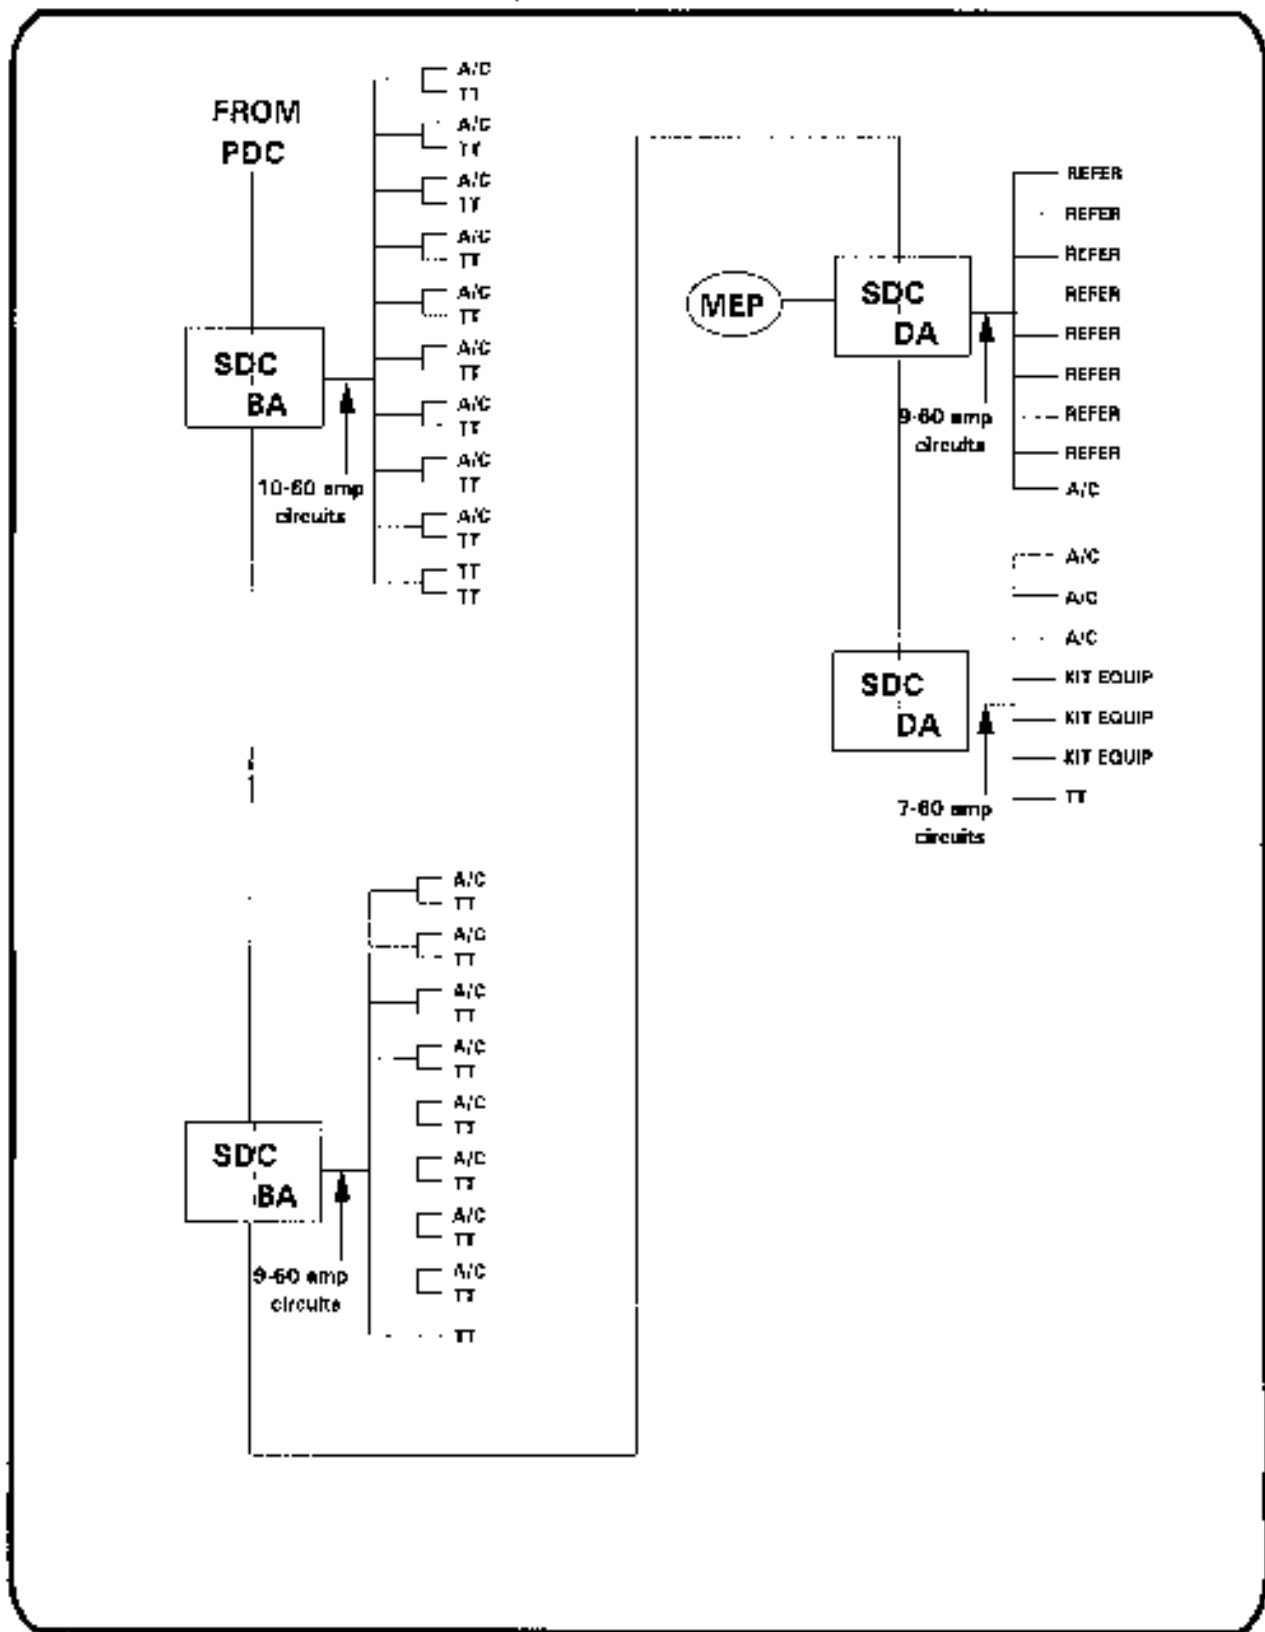 FROM
PDC
SDC
BA
10-60 amp
circuits
A/C
TT
A/C
TT
A/C
TT
A/C
TT
A/C
TT
A/C
TT
A/C
TT
A/C
TT
A/C
TT
TT
TT
SDC
BA
9-60 amp
circuits
A/C
TT
A/C
TT
A/C
TT
A/C
TT
A/C
TT
A/C
TT
A/C
TT
A/C
TT
TT
MEP
SDC
DA
9-60 amp
circuits
REFER
REFER
REFER
REFER
REFER
REFER
REFER
REFER
A/C
SDC
DA
7-60 amp
circuits
A/C
A/C
A/C
KIT EQUIP
KIT EQUIP
KIT EQUIP
TT